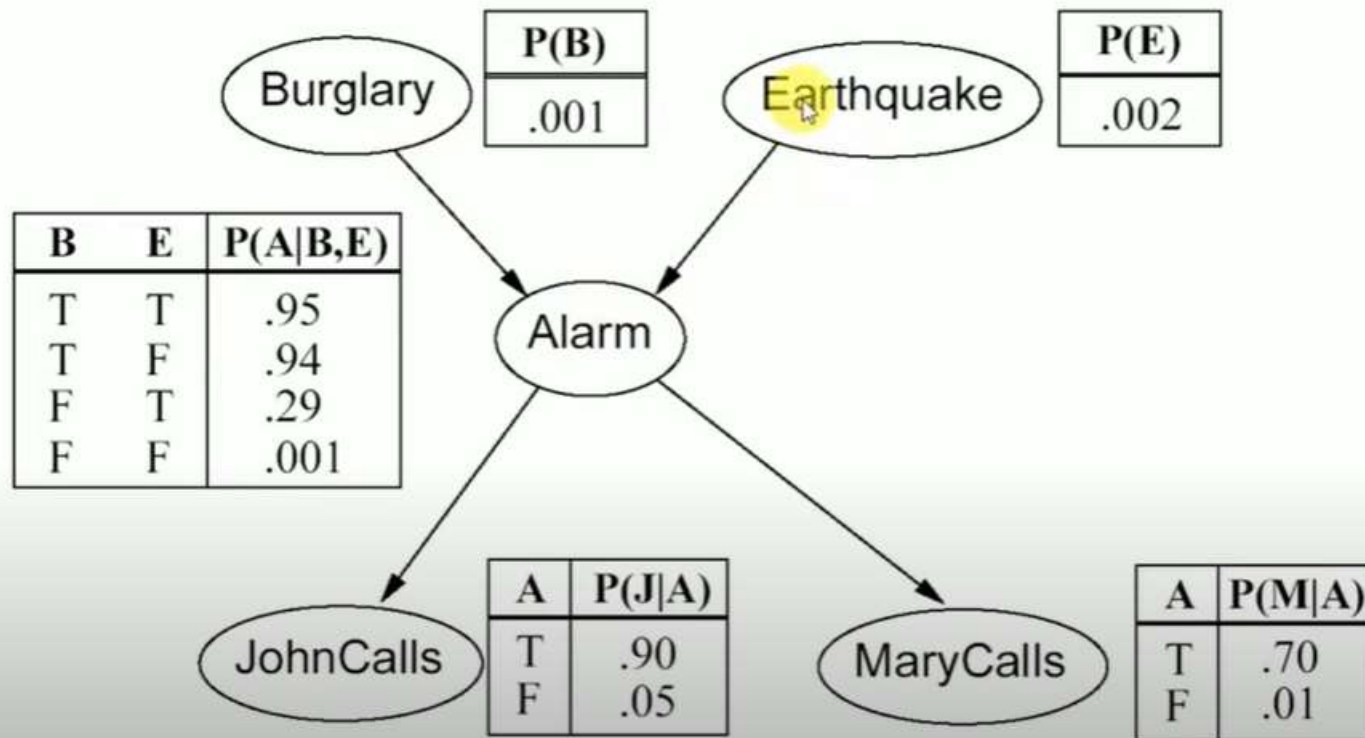 Burglary
P(B)
.001
Earthquake
P(E)
.002
B E P(A|B,E)
T T .95
T F .94
F T .29
F F .001
Alarm
JohnCalls
A P(J|A)
T .90
F .05
MaryCalls
A P(M|A)
T .70
F .01